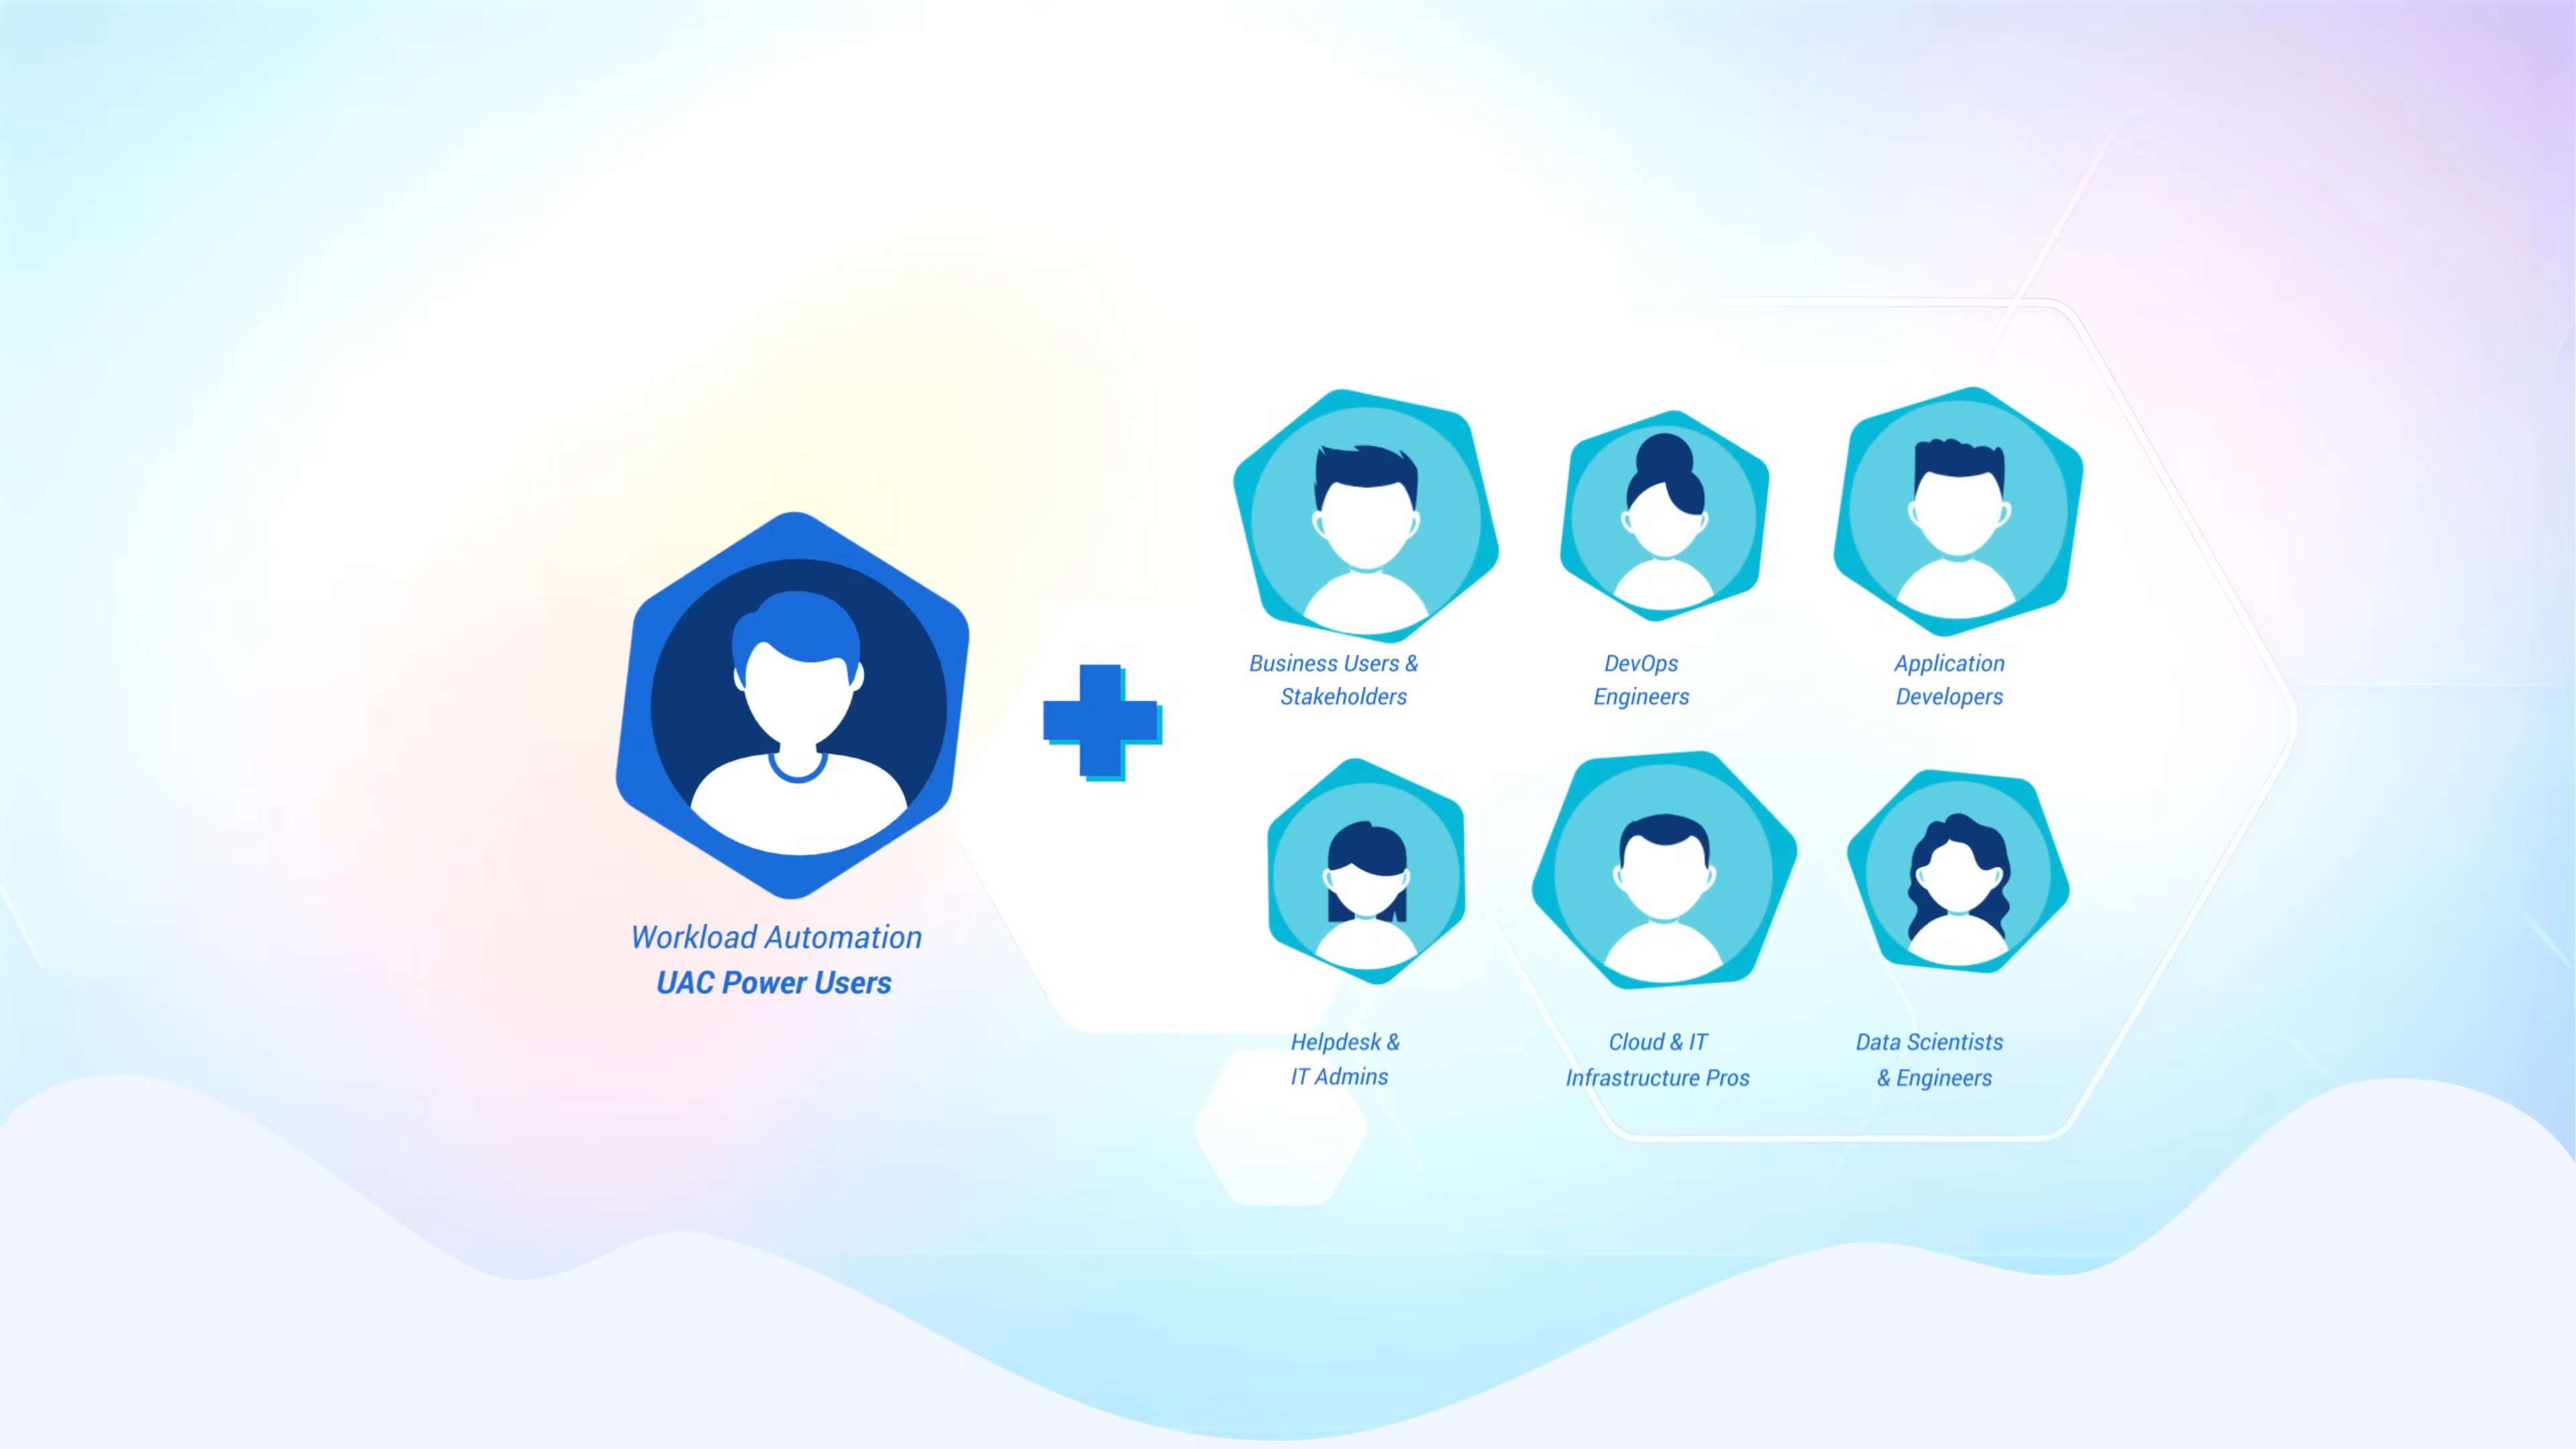 Workload Automation
UAC Power Users
Business Users &
Stakeholders
DevOps
Engineers
Application
Developers
Helpdesk &
IT Admins
Cloud & IT
Infrastructure Pros
Data Scientists
& Engineers